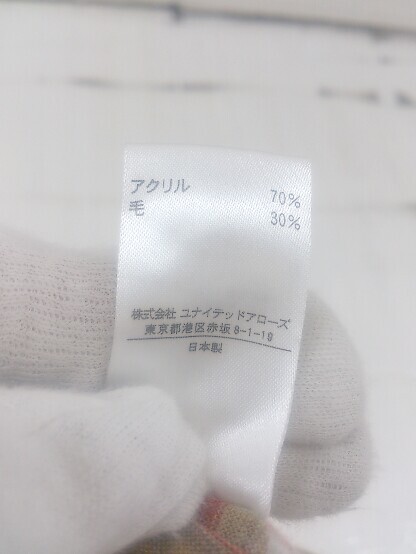 アクリル 70%
毛 30%
株式会社 ユナイテッドアローズ
東京都港区赤坂 8-1-19
日本製